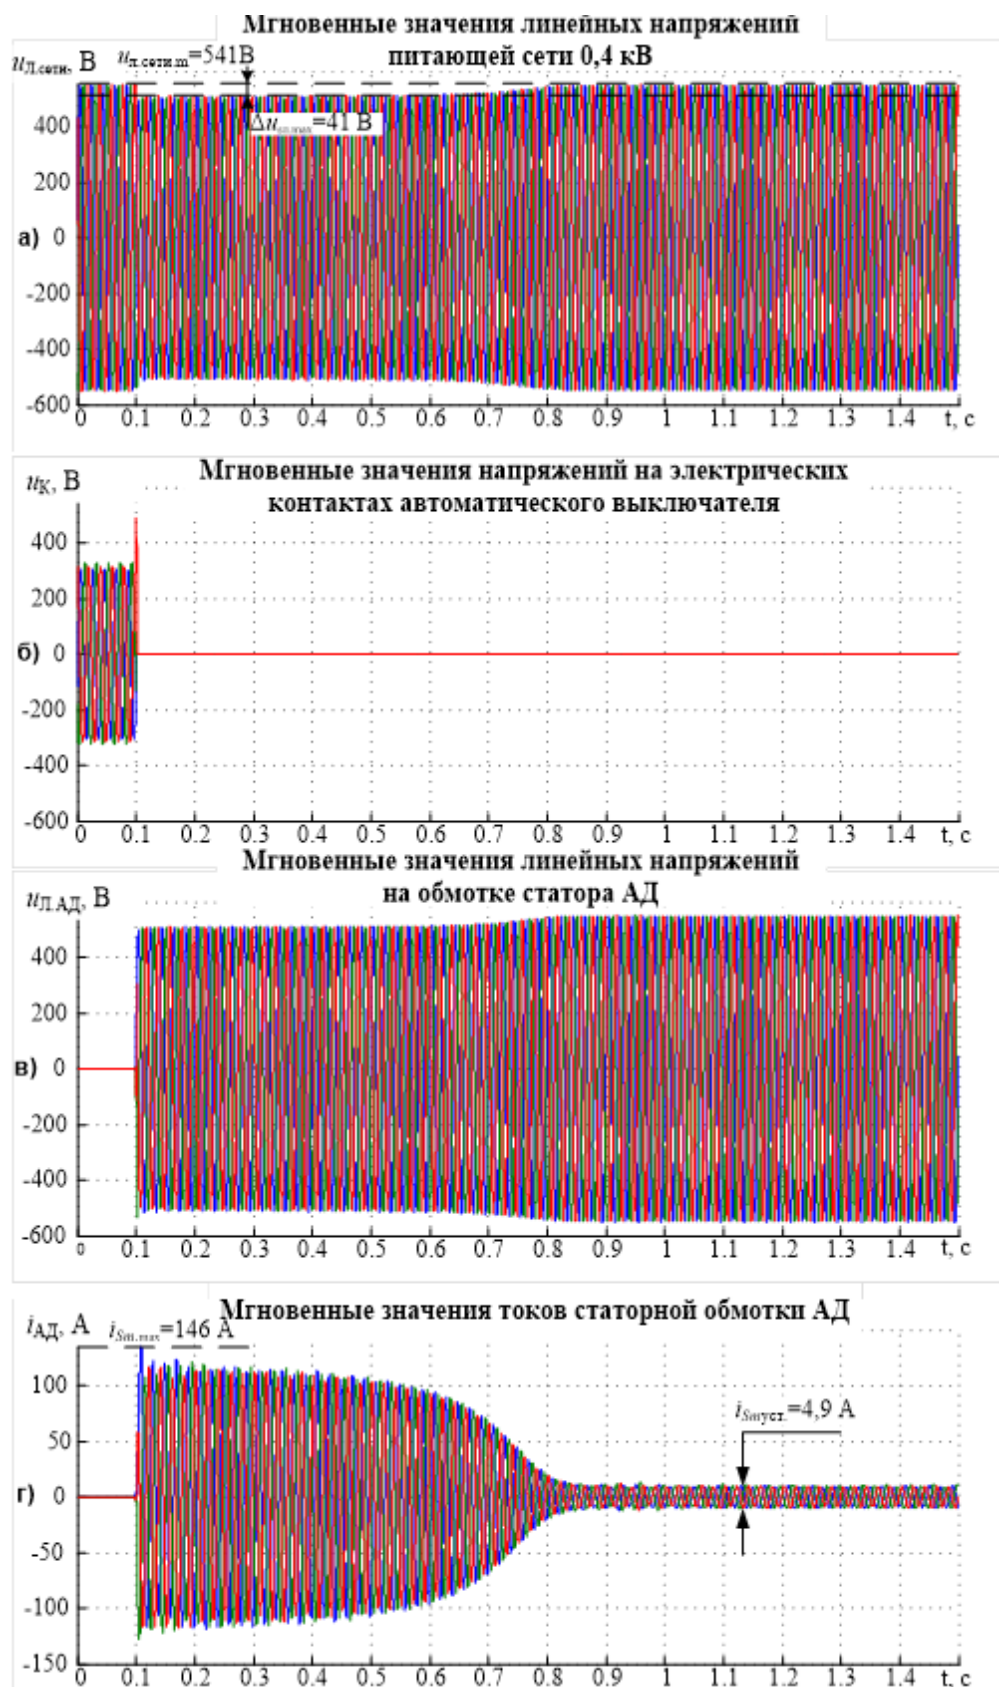 Мгновенные значения линейных напряжений
питающей сети 0,4 кВ
uЛ.сети, В
uл.сети.m=541В
400
Δu =41 В
200
а) 0
-200
-400
-600
0 0.1 0.2 0.3 0.4 0.5 0.6 0.7 0.8 0.9 1 1.1 1.2 1.3 1.4 t, с
Мгновенные значения напряжений на электрических
контактах автоматического выключателя
uК, В
400
200
б) 0
-200
-400
-600
0 0.1 0.2 0.3 0.4 0.5 0.6 0.7 0.8 0.9 1 1.1 1.2 1.3 1.4 t, с
Мгновенные значения линейных напряжений
на обмотке статора АД
uЛ.АД, В
400
200
в) 0
-200
-400
-600
0 0.1 0.2 0.3 0.4 0.5 0.6 0.7 0.8 0.9 1 1.1 1.2 1.3 1.4 t, с
Мгновенные значения токов статорной обмотки АД
iАД, А
iSm.max=146 А
100
iSmуст.=4,9 А
50
г) 0
-50
-100
-150
0 0.1 0.2 0.3 0.4 0.5 0.6 0.7 0.8 0.9 1 1.1 1.2 1.3 1.4 t, с